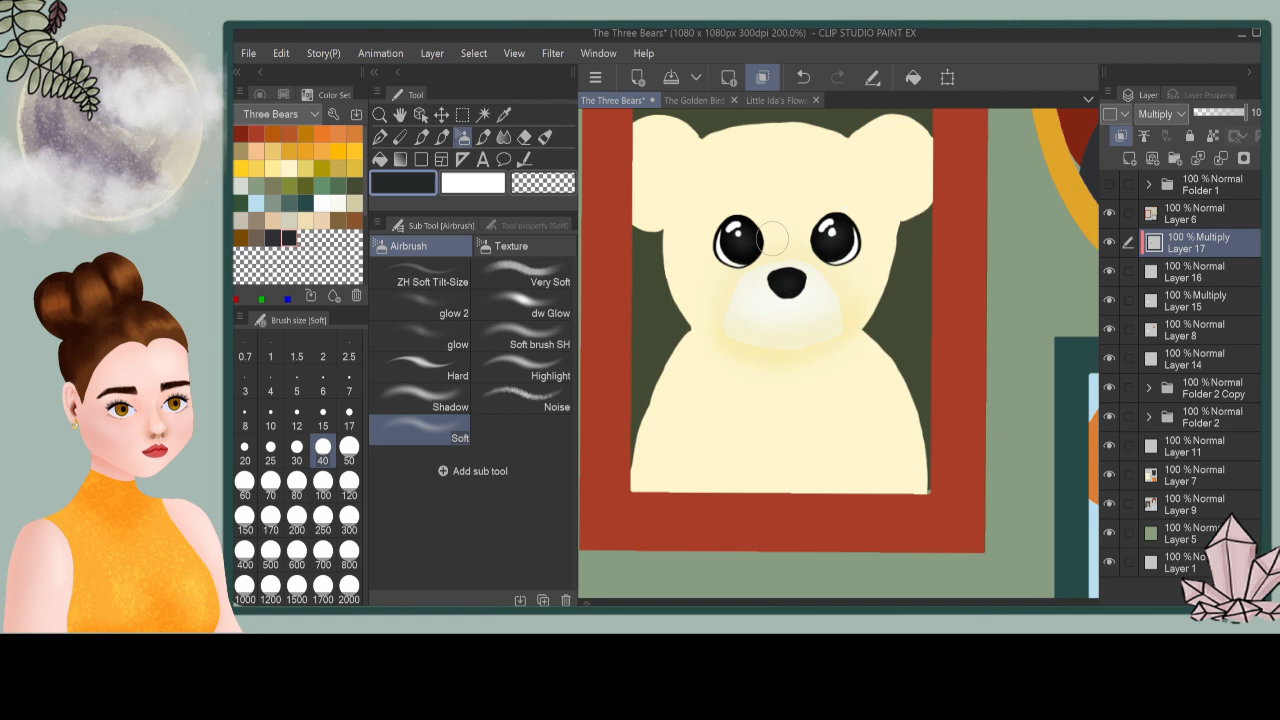 The Three Bears* (1080 x 1080px 300dpi 200.0%) - CLIP STUDIO PAINT EX
File Edit Story(P) Animation Layer Select View Filter Window Help
Color Set
Tool
The Three Bears*
The Golden Bird
Little Ida's Flow
Layer
Layer Property
Three Bears
Multiply
10
Sub Tool [Airbrush]
Tool property [Soft]
Airbrush
Texture
ZH Soft Tilt-Size
Very Soft
glow 2
dw Glow
glow
Soft brush SH
Hard
Highlight
Shadow
Noise
Soft
Add sub tool
Brush size [Soft]
0.7 1 1.5 2 2.5
3 4 5 6 7
8 10 12 15 17
20 25 30 40 50
60 70 80 100 120
150 170 200 250 300
400 500 600 700 800
1000 1200 1500 1700 2000
100 % Normal
Folder 1
100 % Normal
Layer 6
100 % Multiply
Layer 17
100 % Normal
Layer 16
100 % Multiply
Layer 15
100 % Normal
Layer 8
100 % Normal
Layer 14
100 % Normal
Folder 2 Copy
100 % Normal
Folder 2
100 % Normal
Layer 11
100 % Normal
Layer 7
100 % Normal
Layer 9
100 % Norm
Layer 5
100 % No
Layer 1